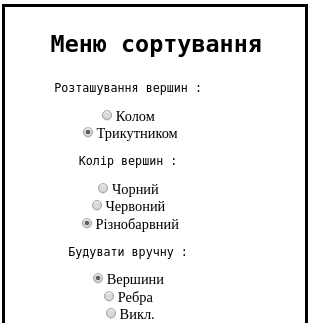 Меню сортування
Розташування вершин :
Колом
Трикутником
Колір вершин :
Чорний
Червоний
Різнобарвний
Будувати вручну :
Вершини
Ребра
Викл.